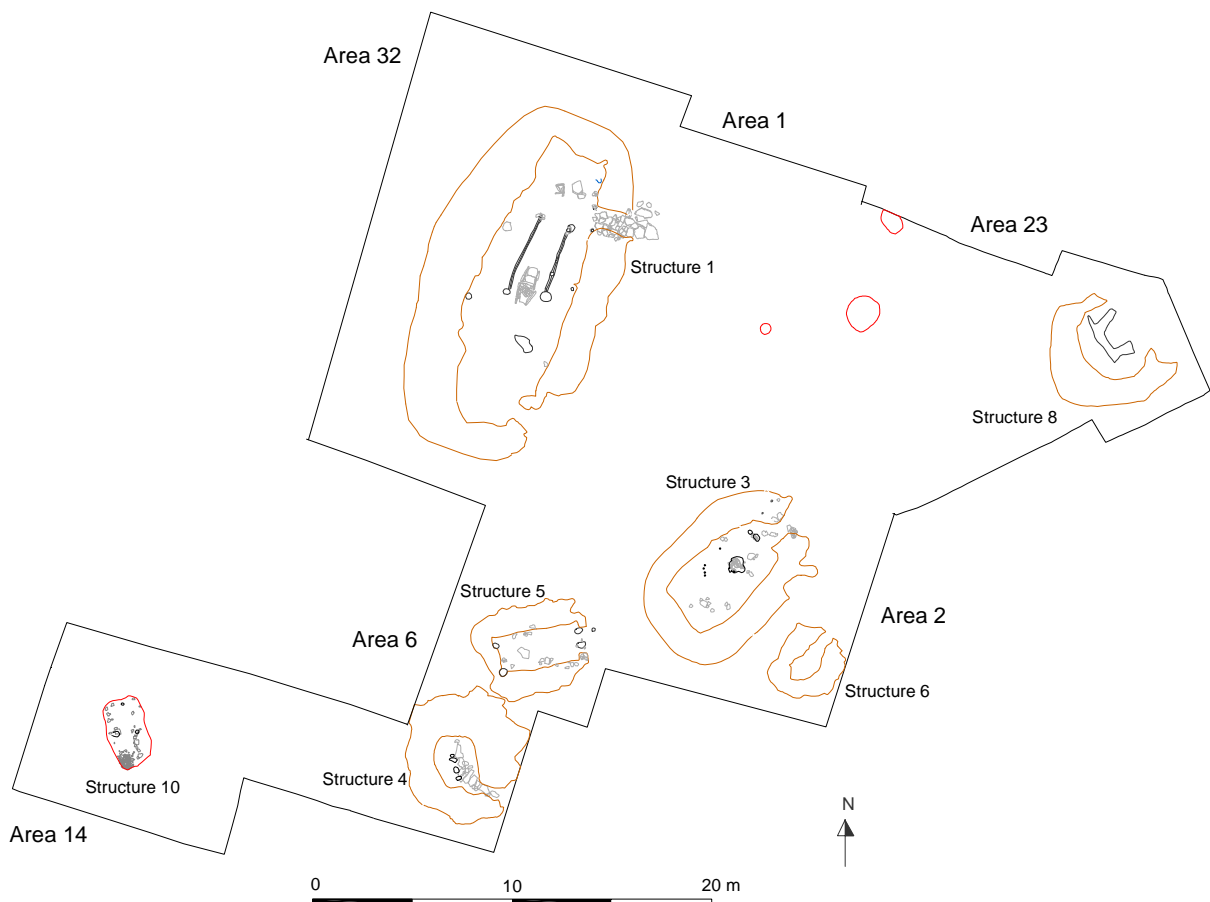 Area 32
Area 1
Area 23
Structure 1
Structure 8
Structure 3
Structure 5
Area 6
Area 2
Structure 6
Structure 4
Structure 10
Area 14
N
0 10 20 m